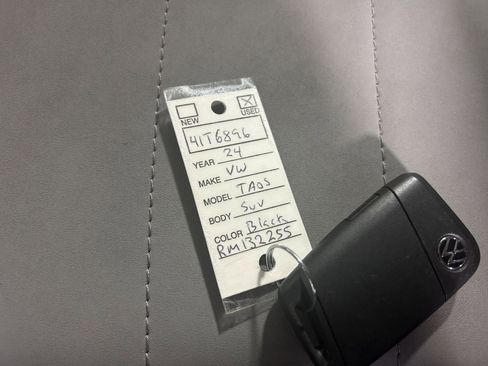 NEW USED
41T6896
YEAR 24
MAKE VW
MODEL TAOS
BODY SUV
COLOR Black
RM132255